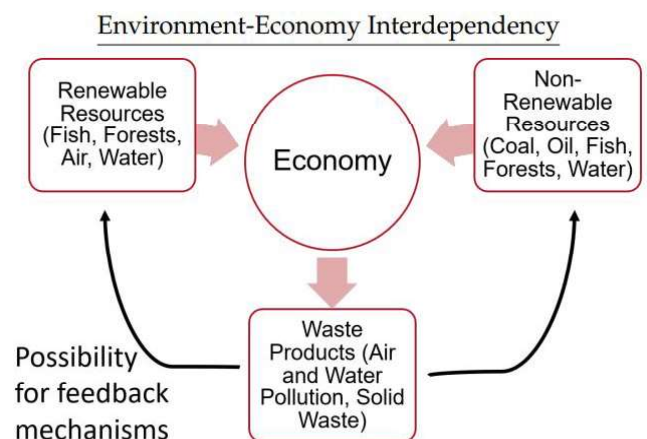 Environment-Economy Interdependency
Renewable
Resources
(Fish, Forests,
Air, Water)
Economy
Non-
Renewable
Resources
(Coal, Oil, Fish,
Forests, Water)
Waste
Products (Air
and Water
Pollution, Solid
Waste)
Possibility
for feedback
mechanisms